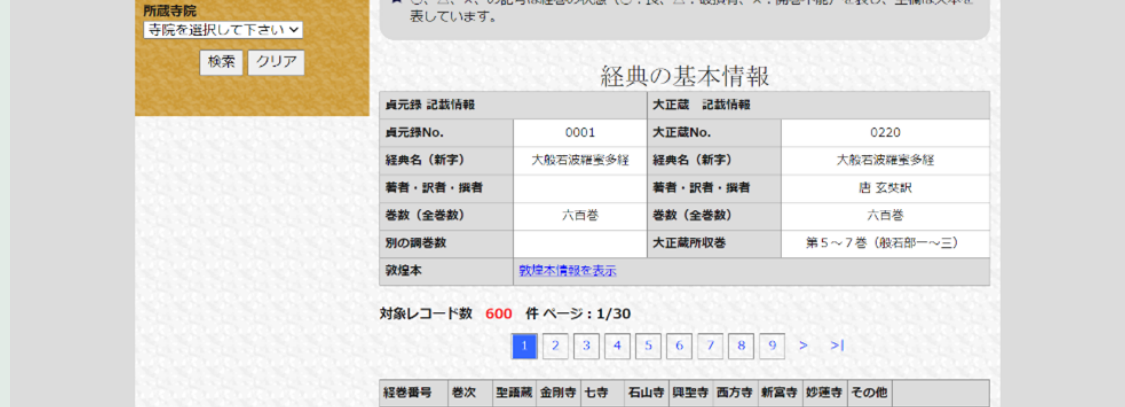 所蔵寺院
寺院を選択して下さい
検索 クリア
表しています。
経典の基本情報
貞元録 記載情報 大正蔵 記載情報
貞元録No. 0001 大正蔵No. 0220
経典名（新字） 大般若波羅蜜多経 経典名（新字） 大般若波羅蜜多経
著者・訳者・撰者 著者・訳者・撰者 唐 玄奘訳
巻数（全巻数） 六百巻 巻数（全巻数） 六百巻
別の調巻数 大正蔵所収巻 第5～7巻（般若部一～三）
敦煌本 敦煌本情報を表示
対象レコード数 600 件 ページ：1/30
1 2 3 4 5 6 7 8 9 > >|
経巻番号 巻次 聖語蔵 金剛寺 七寺 石山寺 興聖寺 西方寺 新宮寺 妙蓮寺 その他